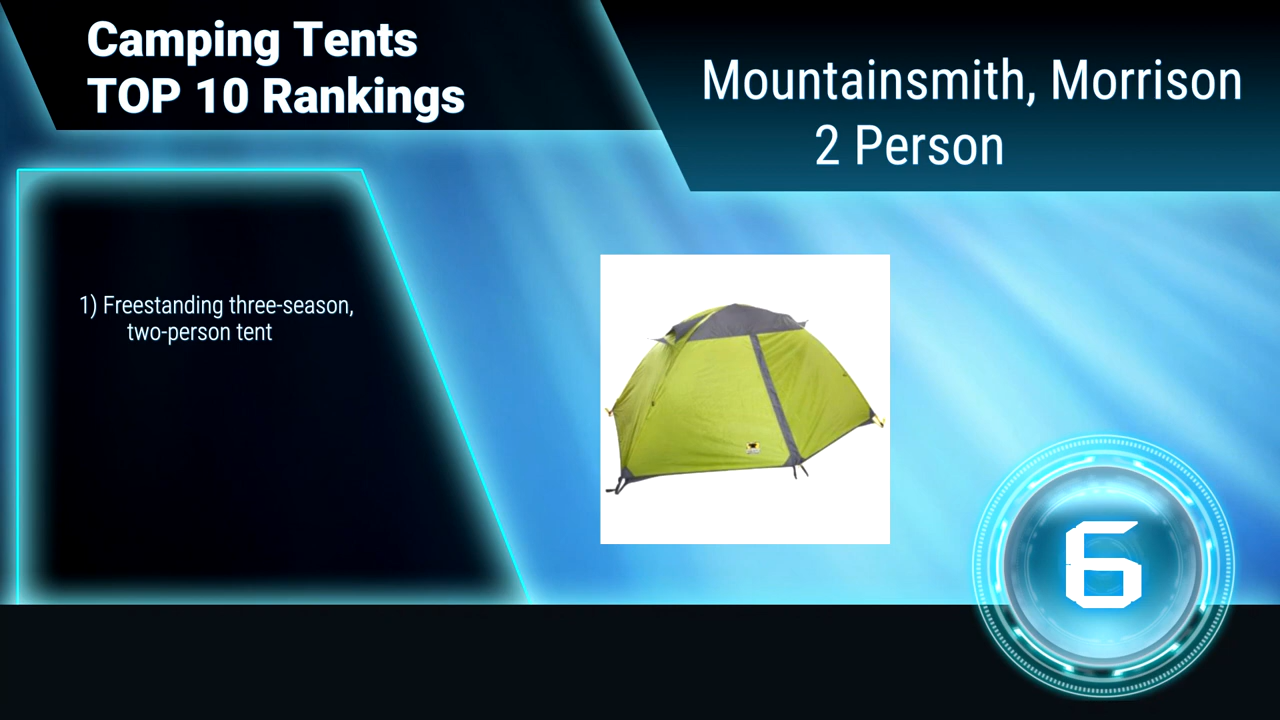 Camping Tents
TOP 10 Rankings
Mountainsmith, Morrison
2 Person
1) Freestanding three-season,
two-person tent
6